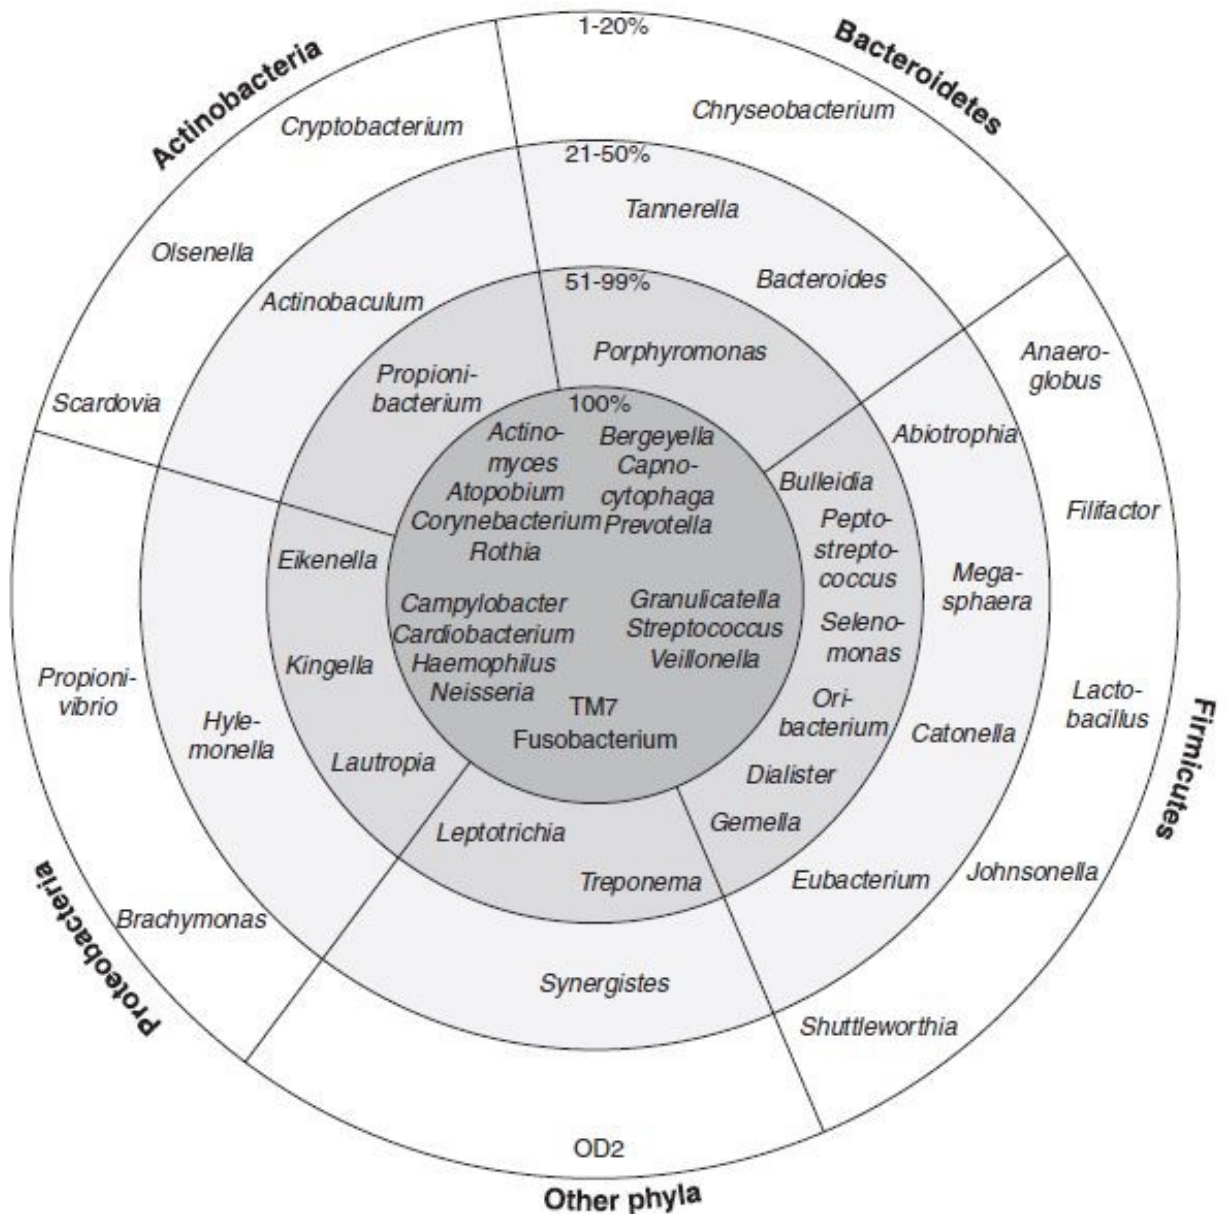 1-20%
Bacteroidetes
Actinobacteria
Chryseobacterium
Cryptobacterium
21-50%
Tannerella
Olsenella
51-99%
Bacteroides
Actinobaculum
Anaero-
globus
Porphyromonas
Propioni-
bacterium
Scardovia
100%
Abiotrophia
Actino-
myces
Atopobium
Corynebacterium
Rothia
Bergeyella
Capno-
cytophaga
Prevotella
Bulleidia
Filifactor
Pepto-
strepto-
coccus
Eikenella
Mega-
sphaera
Campylobacter
Cardiobacterium
Haemophilus
Neisseria
Granulicatella
Streptococcus
Veillonella
Seleno-
monas
Kingella
Propioni-
vibrio
Lacto-
bacillus
TM7
Fusobacterium
Ori-
bacterium
Hyle-
monella
Catonella
Firmicutes
Lautropia
Dialister
Gemella
Leptotrichia
Treponema
Eubacterium
Johnsonella
Brachymonas
Proteobacteria
Synergistes
Shuttleworthia
OD2
Other phyla